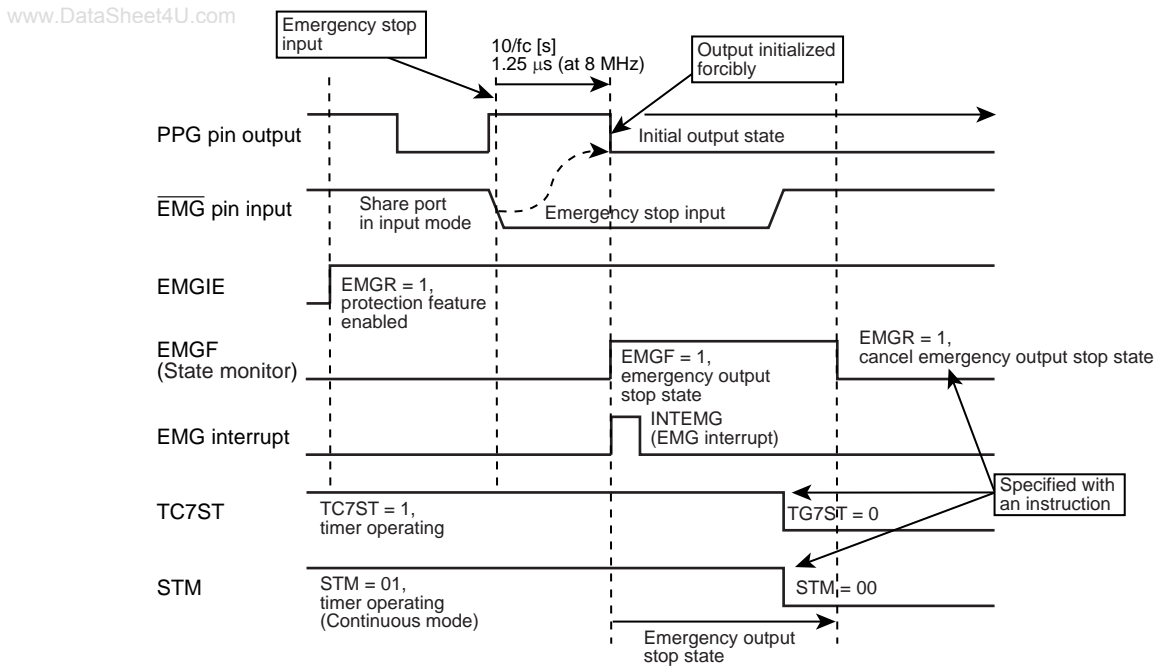 www.DataSheet4U.com
Emergency stop
input
10/fc [s]
1.25 μs (at 8 MHz)
Output initialized
forcibly
PPG pin output
Initial output state
EMG pin input
Share port
in input mode
Emergency stop input
EMGIE
EMGR = 1,
protection feature
enabled
EMGF
(State monitor)
EMGF = 1,
emergency output
stop state
EMGR = 1,
cancel emergency output stop state
EMG interrupt
INTEMG
(EMG interrupt)
Specified with
an instruction
TC7ST
TC7ST = 1,
timer operating
TG7ST = 0
STM
STM = 01,
timer operating
(Continuous mode)
STM = 00
Emergency output
stop state